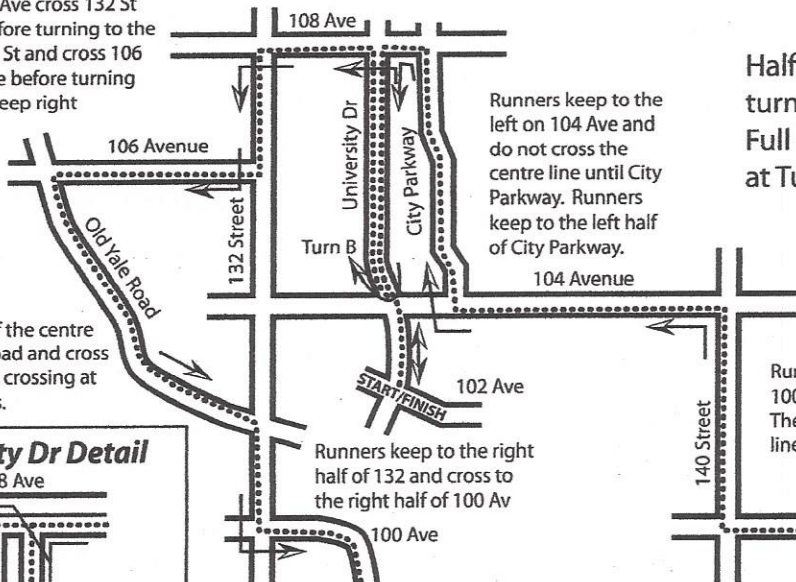 Ave cross 132 St
fore turning to the
St and cross 106
e before turning
eep right
108 Ave
Half
turn
Full
at Tu
Runners keep to the
left on 104 Ave and
do not cross the
centre line until City
Parkway. Runners
keep to the left half
of City Parkway.
106 Avenue
University Dr
City Parkway
132 Street
Old Yale Road
Turn B
104 Avenue
f the centre
oad and cross
crossing at
s.
START/FINISH
102 Ave
Run
100
The
line
140 Street
ty Dr Detail
8 Ave
Runners keep to the right
half of 132 and cross to
the right half of 100 Av
100 Ave